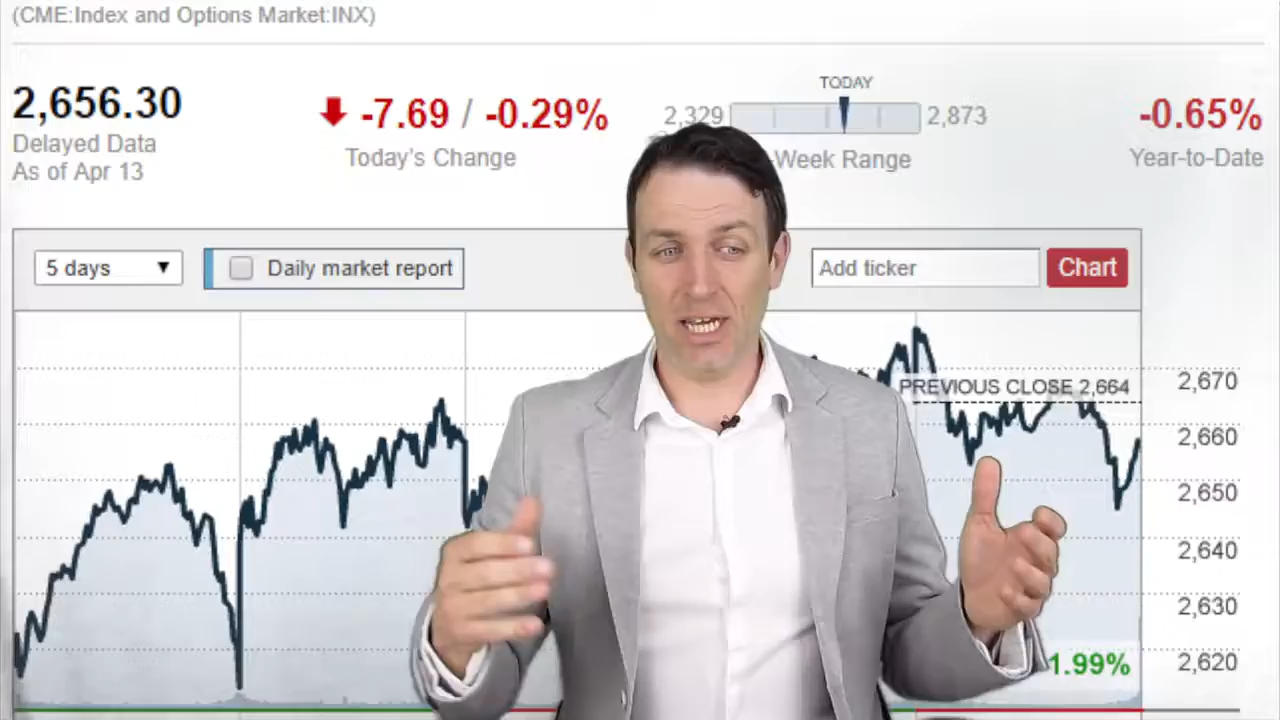 (CME:Index and Options Market:INX)
TODAY
2,656.30 -7.69 / -0.29% 2,329 2,873 -0.65%
Delayed Data Today's Change -Week Range Year-to-Date
As of Apr 13
5 days Daily market report Add ticker Chart
PREVIOUS CLOSE 2,664
2,670
2,660
2,650
2,640
2,630
2,620
1.99%